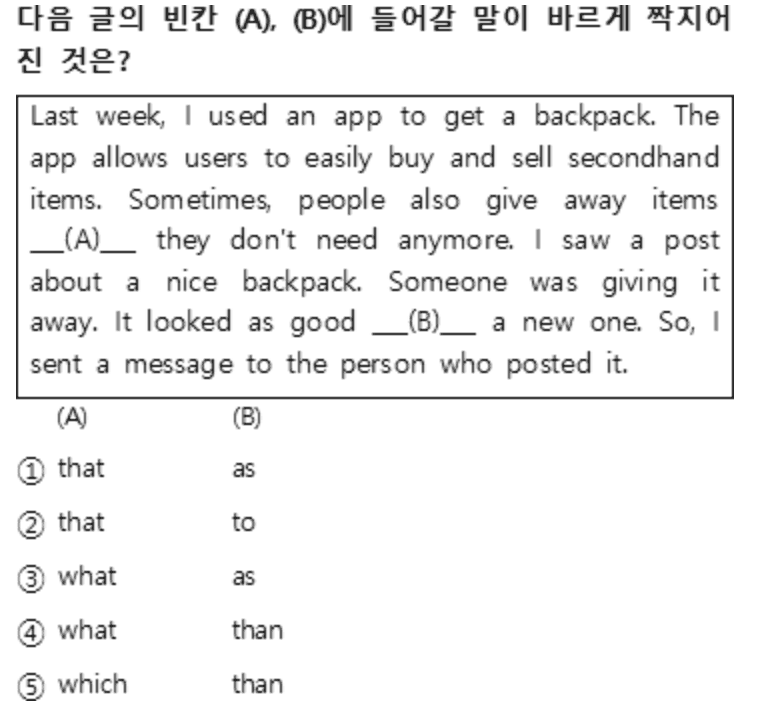 다음 글의 빈칸 (A), (B)에 들어갈 말이 바르게 짝지어
진 것은?
Last week, I used an app to get a backpack. The
app allows users to easily buy and sell secondhand
items. Sometimes, people also give away items
__(A)__ they don't need anymore. I saw a post
about a nice backpack. Someone was giving it
away. It looked as good __(B)__ a new one. So, I
sent a message to the person who posted it.
(A) (B)
① that as
② that to
③ what as
④ what than
⑤ which than